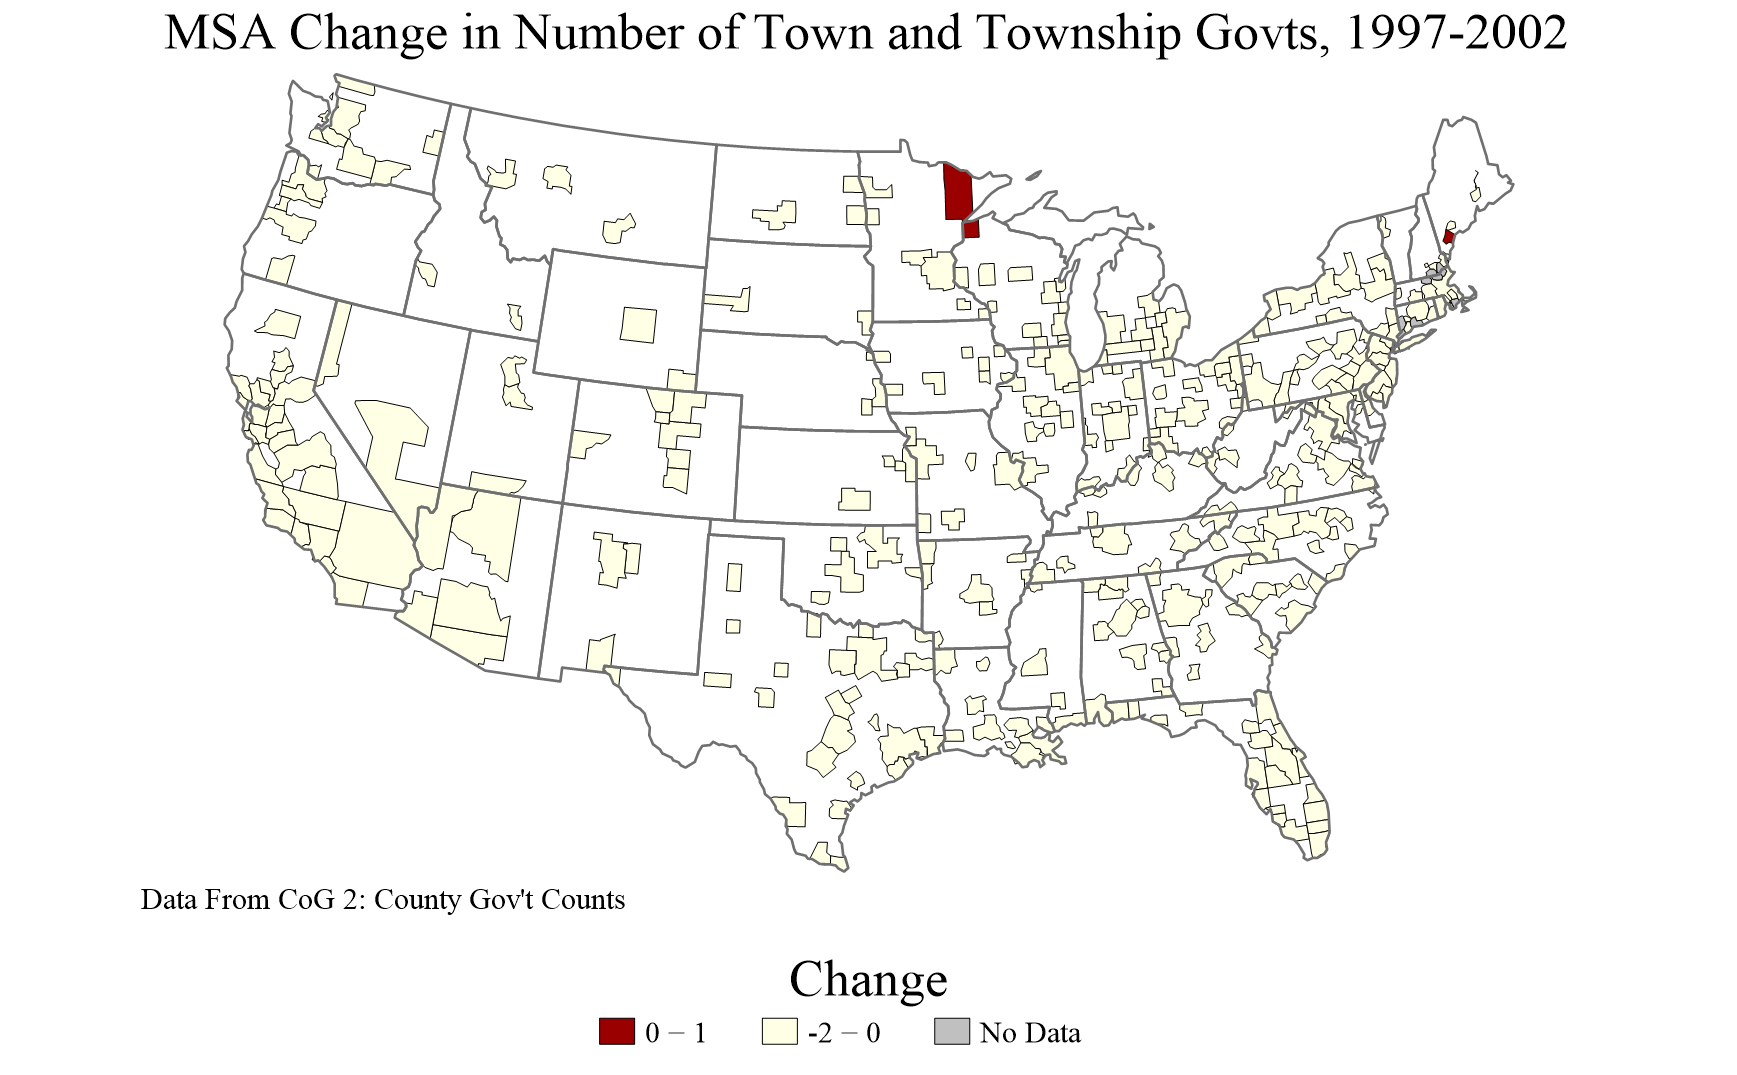 MSA Change in Number of Town and Township Govts, 1997-2002
Data From CoG 2: County Gov't Counts
Change
0 − 1
-2 − 0
No Data